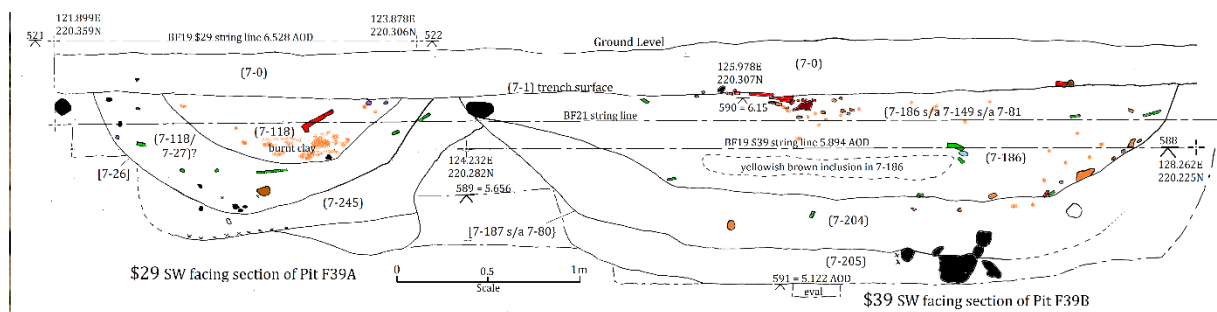 121.899E
220.359N
123.878E
220.306N
521
BF19 $29 string line 6.528 AOD
522
Ground Level
(7-0)
(7-0)
125.978E
220.307N
(7-1) trench surface
590 = 6.15
(7-186 s/a 7-149 s/a 7-81
BF21 string line
(7-118)
(7-118/
7-27)?
burnt clay
BF19 $39 string line 5.894 AOD
588
124.232E
220.282N
(7-186)
128.262E
220.225N
yellowish brown inclusion in 7-186
[7-26]
589 = 5.656
(7-245)
(7-204)
[7-187 s/a 7-80}
(7-205)
$29 SW facing section of Pit F39A
0
0.5
1m
Scale
591 = 5.122 AOD
eval
$39 SW facing section of Pit F39B